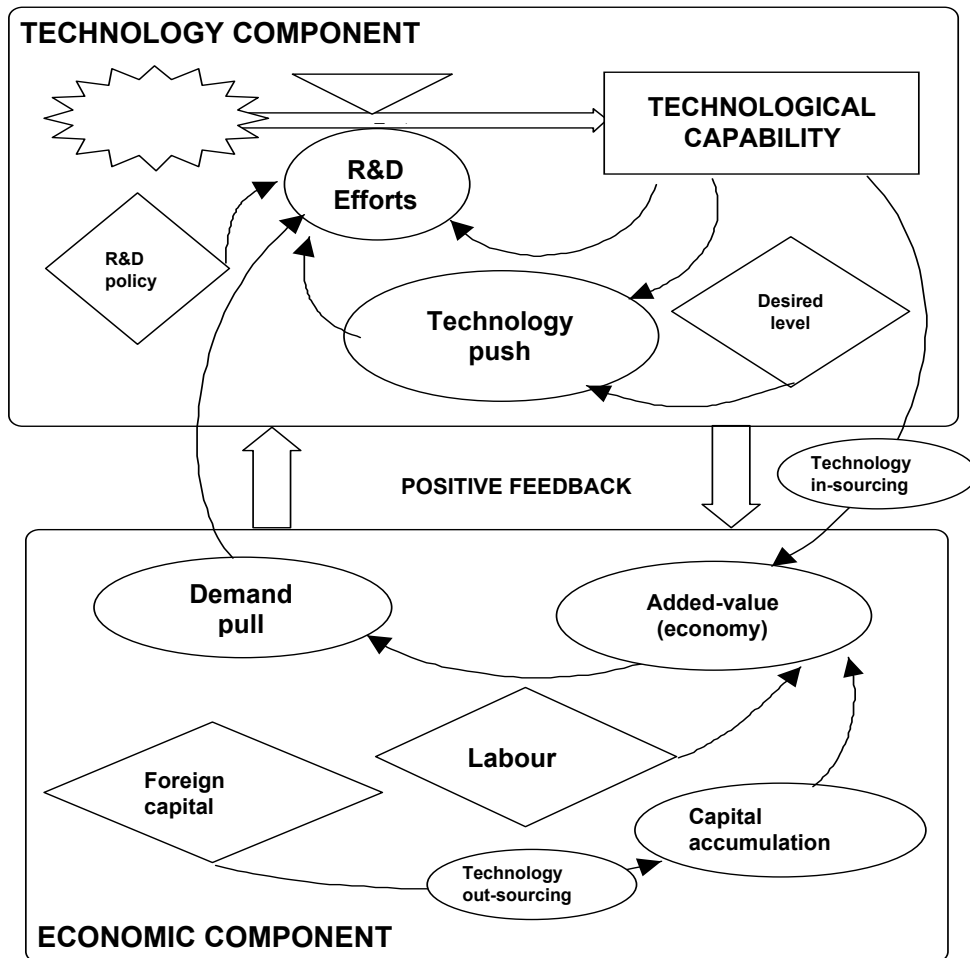 TECHNOLOGY COMPONENT
TECHNOLOGICAL
CAPABILITY
R&D
Efforts
R&D
policy
Technology
push
Desired
level
Technology
in-sourcing
POSITIVE FEEDBACK
Demand
pull
Added-value
(economy)
Labour
Foreign
capital
Capital
accumulation
Technology
out-sourcing
ECONOMIC COMPONENT